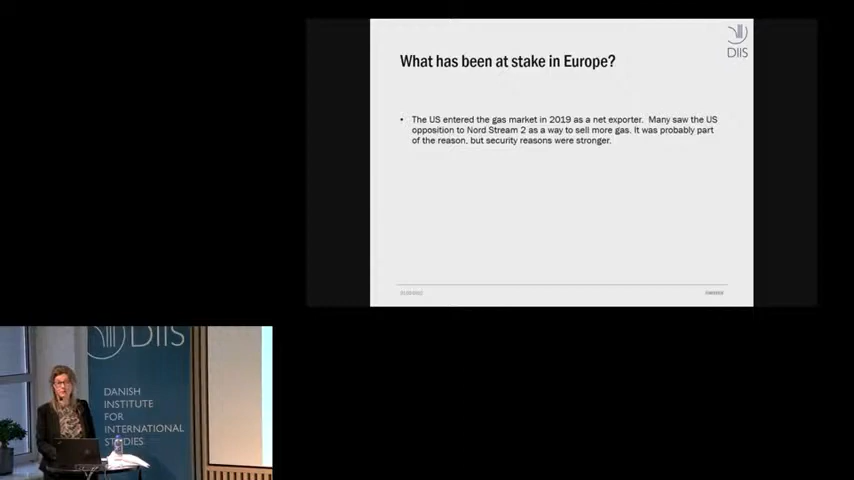 DIIS
What has been at stake in Europe?
• The US entered the gas market in 2019 as a net exporter. Many saw the US
opposition to Nord Stream 2 as a way to sell more gas. It was probably part
of the reason, but security reasons were stronger.
DIIS
DANISH
INSTITUTE
FOR
INTERNATIONAL
STUDIES